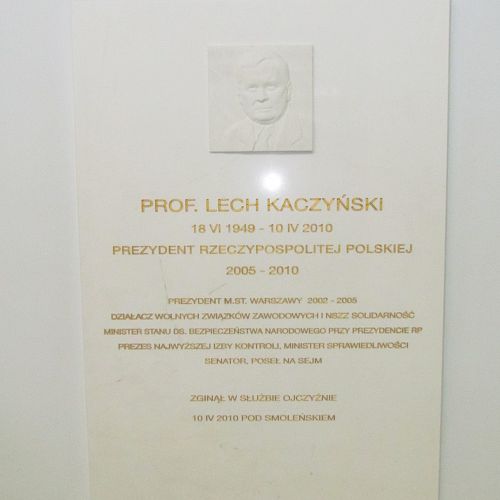 PROF. LECH KACZYŃSKI
18 VI 1949 - 10 IV 2010
PREZYDENT RZECZYPOSPOLITEJ POLSKIEJ
2005 - 2010
PREZYDENT M.ST. WARSZAWY 2002 - 2005
DZIAŁACZ WOLNYCH ZWIĄZKÓW ZAWODOWYCH I NSZZ SOLIDARNOŚĆ
MINISTER STANU DS. BEZPIECZEŃSTWA NARODOWEGO PRZY PREZYDENCIE RP
PREZES NAJWYŻSZEJ IZBY KONTROLI, MINISTER SPRAWIEDLIWOŚCI
SENATOR, POSEŁ NA SEJM
ZGINĄŁ W SŁUŻBIE OJCZYŹNIE
10 IV 2010 POD SMOLEŃSKIEM